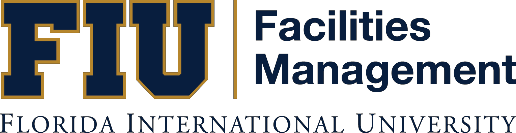 FIU
Facilities
Management
FLORIDA INTERNATIONAL UNIVERSITY